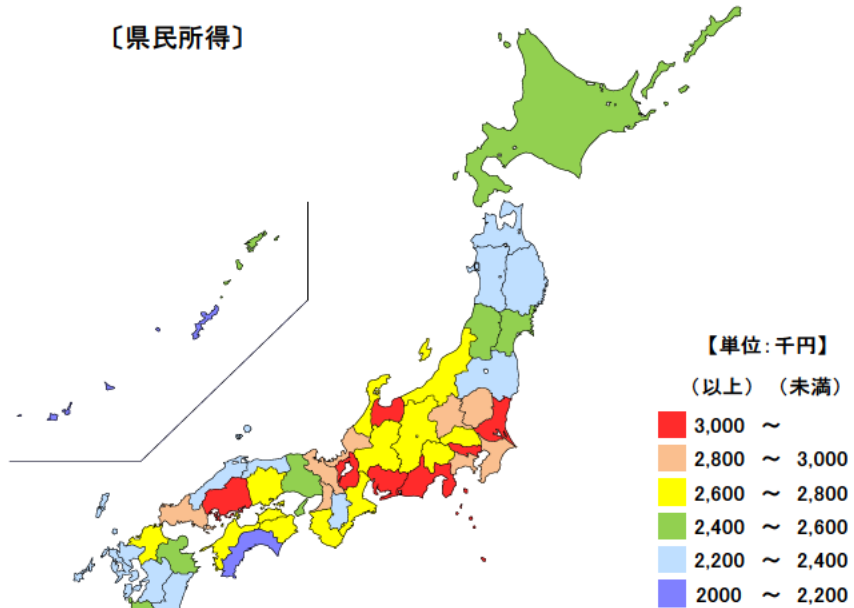 〔県民所得〕
【単位：千円】
（以上）（未満）
3,000 ～
2,800 ～ 3,000
2,600 ～ 2,800
2,400 ～ 2,600
2,200 ～ 2,400
2000 ～ 2,200